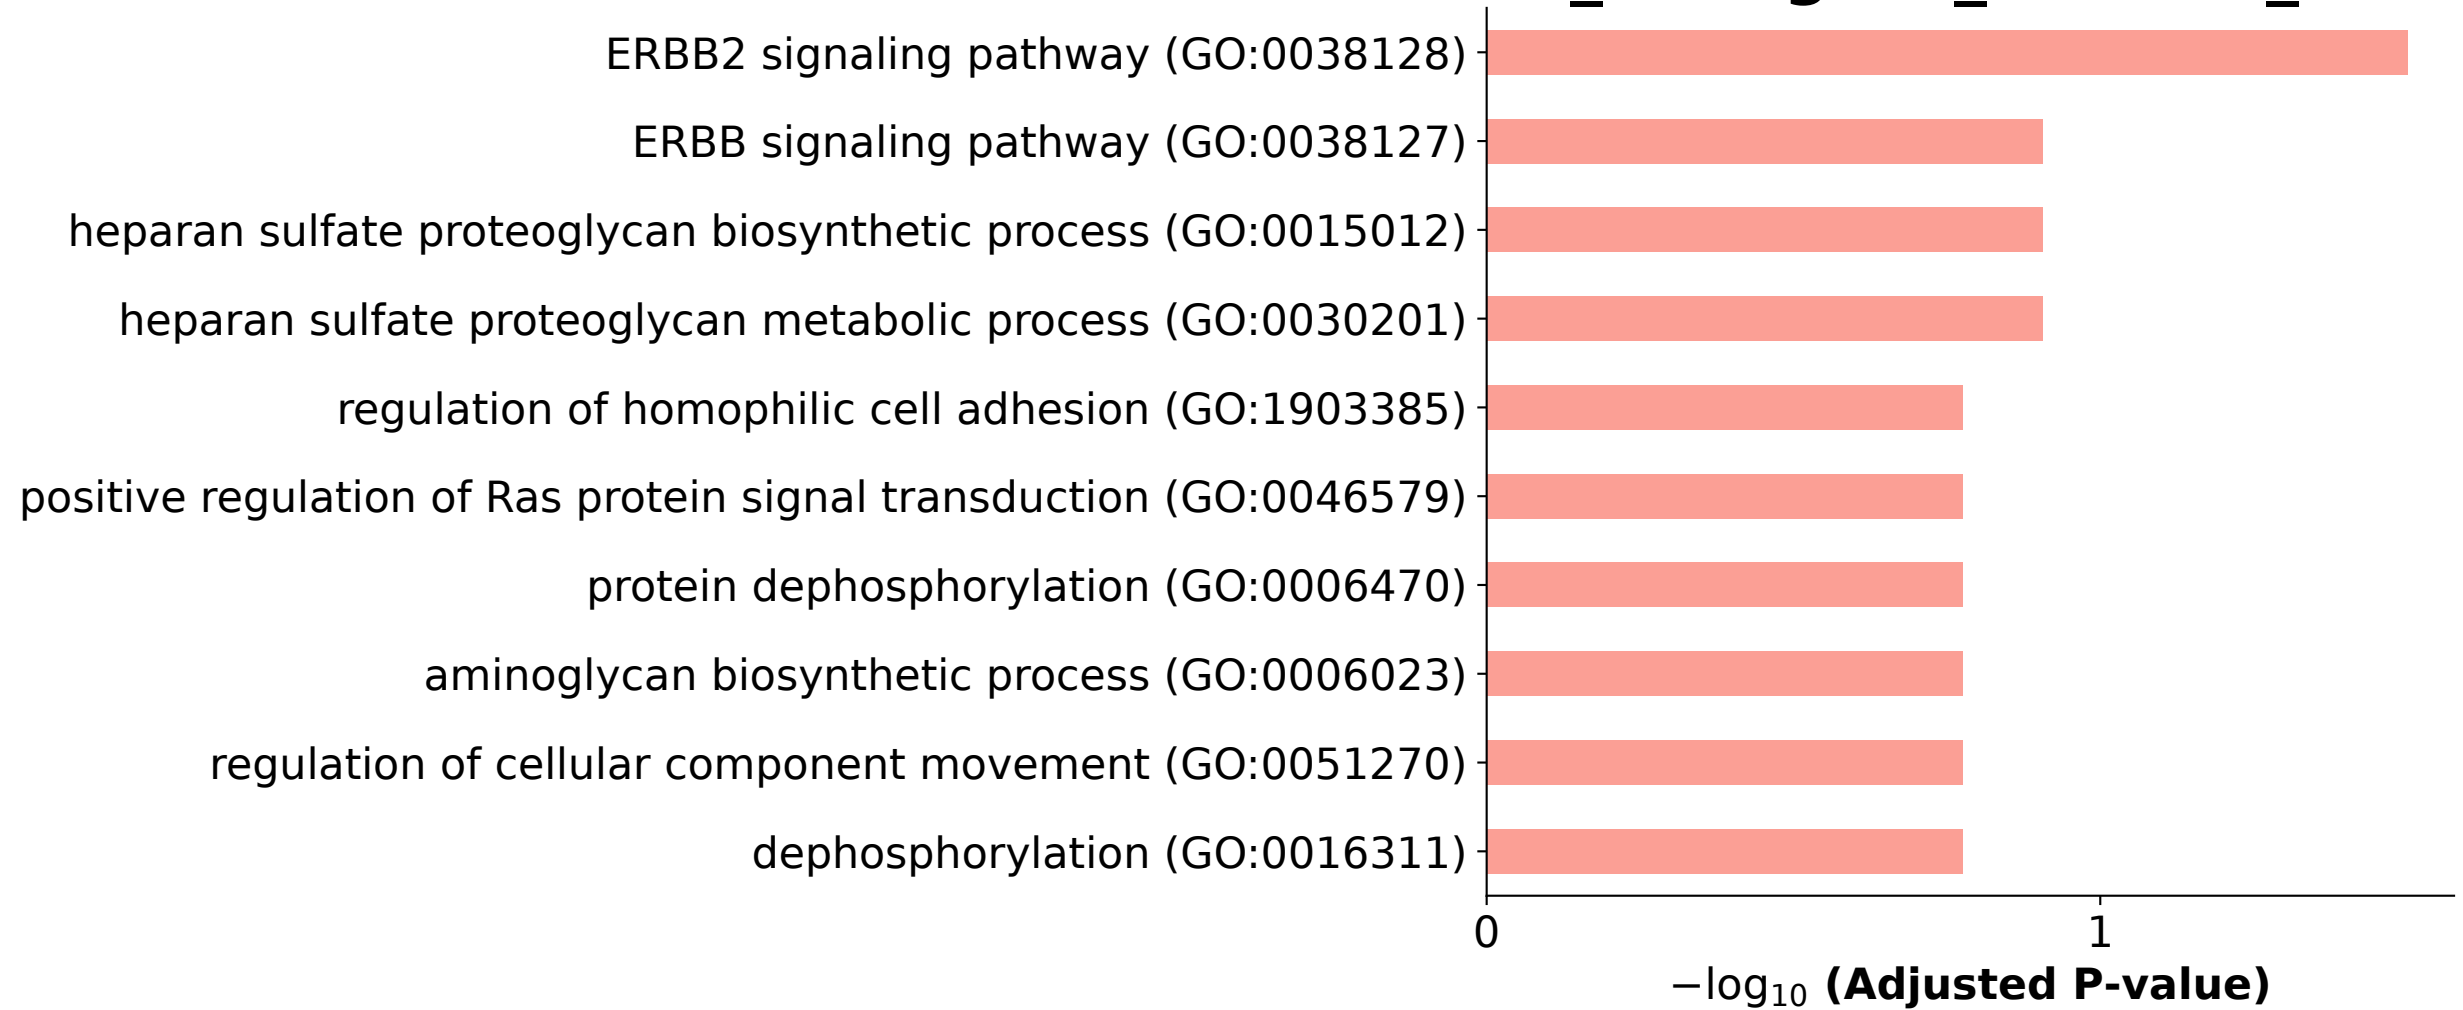 ERBB2 signaling pathway (GO:0038128)
ERBB signaling pathway (GO:0038127)
heparan sulfate proteoglycan biosynthetic process (GO:0015012)
heparan sulfate proteoglycan metabolic process (GO:0030201)
regulation of homophilic cell adhesion (GO:1903385)
positive regulation of Ras protein signal transduction (GO:0046579)
protein dephosphorylation (GO:0006470)
aminoglycan biosynthetic process (GO:0006023)
regulation of cellular component movement (GO:0051270)
dephosphorylation (GO:0016311)
0 1
−log₁₀ (Adjusted P-value)